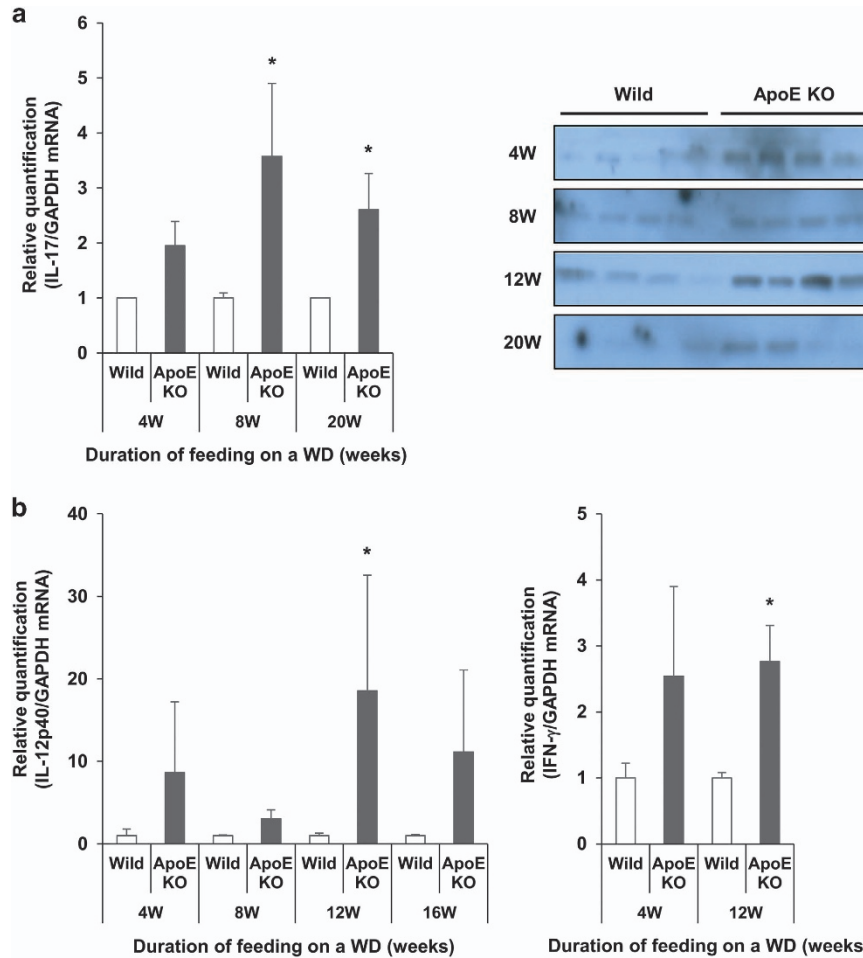 a
Relative quantification
(IL-17/GAPDH mRNA)
6
5
4
3
2
1
0
*
*
Wild ApoE KO Wild ApoE KO Wild ApoE KO
4W 8W 20W
Duration of feeding on a WD (weeks)
Wild ApoE KO
4W
8W
12W
20W
b
Relative quantification
(IL-12p40/GAPDH mRNA)
40
30
20
10
0
*
Wild ApoE KO Wild ApoE KO Wild ApoE KO Wild ApoE KO
4W 8W 12W 16W
Duration of feeding on a WD (weeks)
Relative quantification
(IFN-γ/GAPDH mRNA)
5
4
3
2
1
0
*
Wild ApoE KO Wild ApoE KO
4W 12W
Duration of feeding on a WD (weeks)